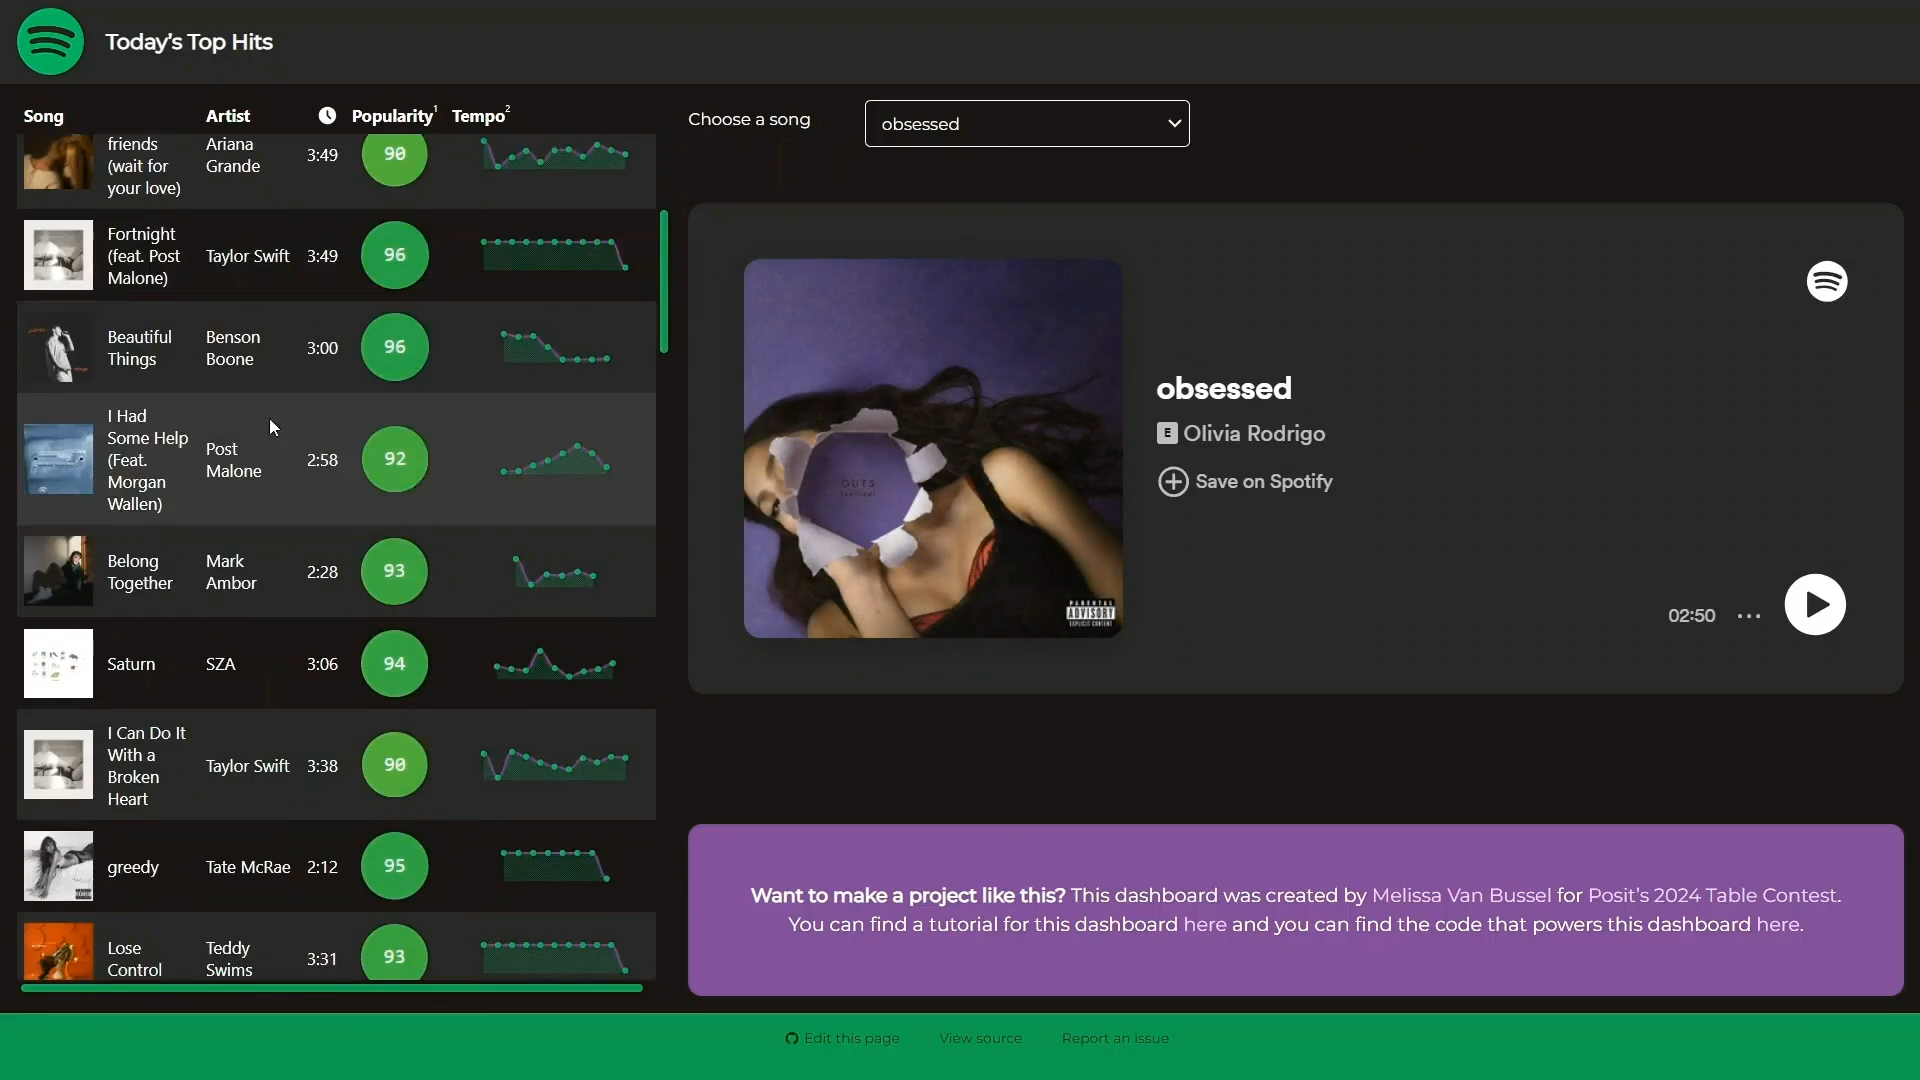 Today's Top Hits
Song Artist Popularity1 Tempo2
friends
(wait for
your love)
Ariana
Grande
3:49
90
Fortnight
(feat. Post
Malone)
Taylor Swift
3:49
96
Beautiful
Things
Benson
Boone
3:00
96
I Had
Some Help
(Feat.
Morgan
Wallen)
Post
Malone
2:58
92
Belong
Together
Mark
Ambor
2:28
93
Saturn
SZA
3:06
94
I Can Do It
With a
Broken
Heart
Taylor Swift
3:38
90
greedy
Tate McRae
2:12
95
Lose
Control
Teddy
Swims
3:31
93
Choose a song
obsessed
GUTS
(spilled)
PARENTAL
ADVISORY
EXPLICIT CONTENT
obsessed
E Olivia Rodrigo
Save on Spotify
02:50
Want to make a project like this? This dashboard was created by Melissa Van Bussel for Posit's 2024 Table Contest.
You can find a tutorial for this dashboard here and you can find the code that powers this dashboard here.
Edit this page View source Report an issue